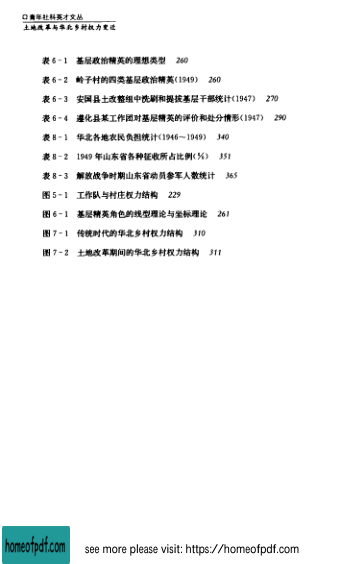 口青年社科英才文丛
土地改革与华北乡村权力变迁
表 6-1 基层政治精英的理想类型 260
表 6-2 岭子村的四类基层政治精英(1949) 260
表 6-3 安国县土改整组中洗刷和提拔基层干部统计(1947) 270
表 6-4 遵化县某工作团对基层精英的评价和处分情形(1947) 290
表 8-1 华北各地农民负担统计(1946~1949) 340
表 8-2 1949年山东省各种征收所占比例(%) 351
表 8-3 解放战争时期山东省动员参军人数统计 365
图 5-1 工作队与村庄权力结构 229
图 6-1 基层精英角色的线型理论与坐标理论 261
图 7-1 传统时代的华北乡村权力结构 310
图 7-2 土地改革期间的华北乡村权力结构 311
homeofpdf.com
see more please visit: https://homeofpdf.com